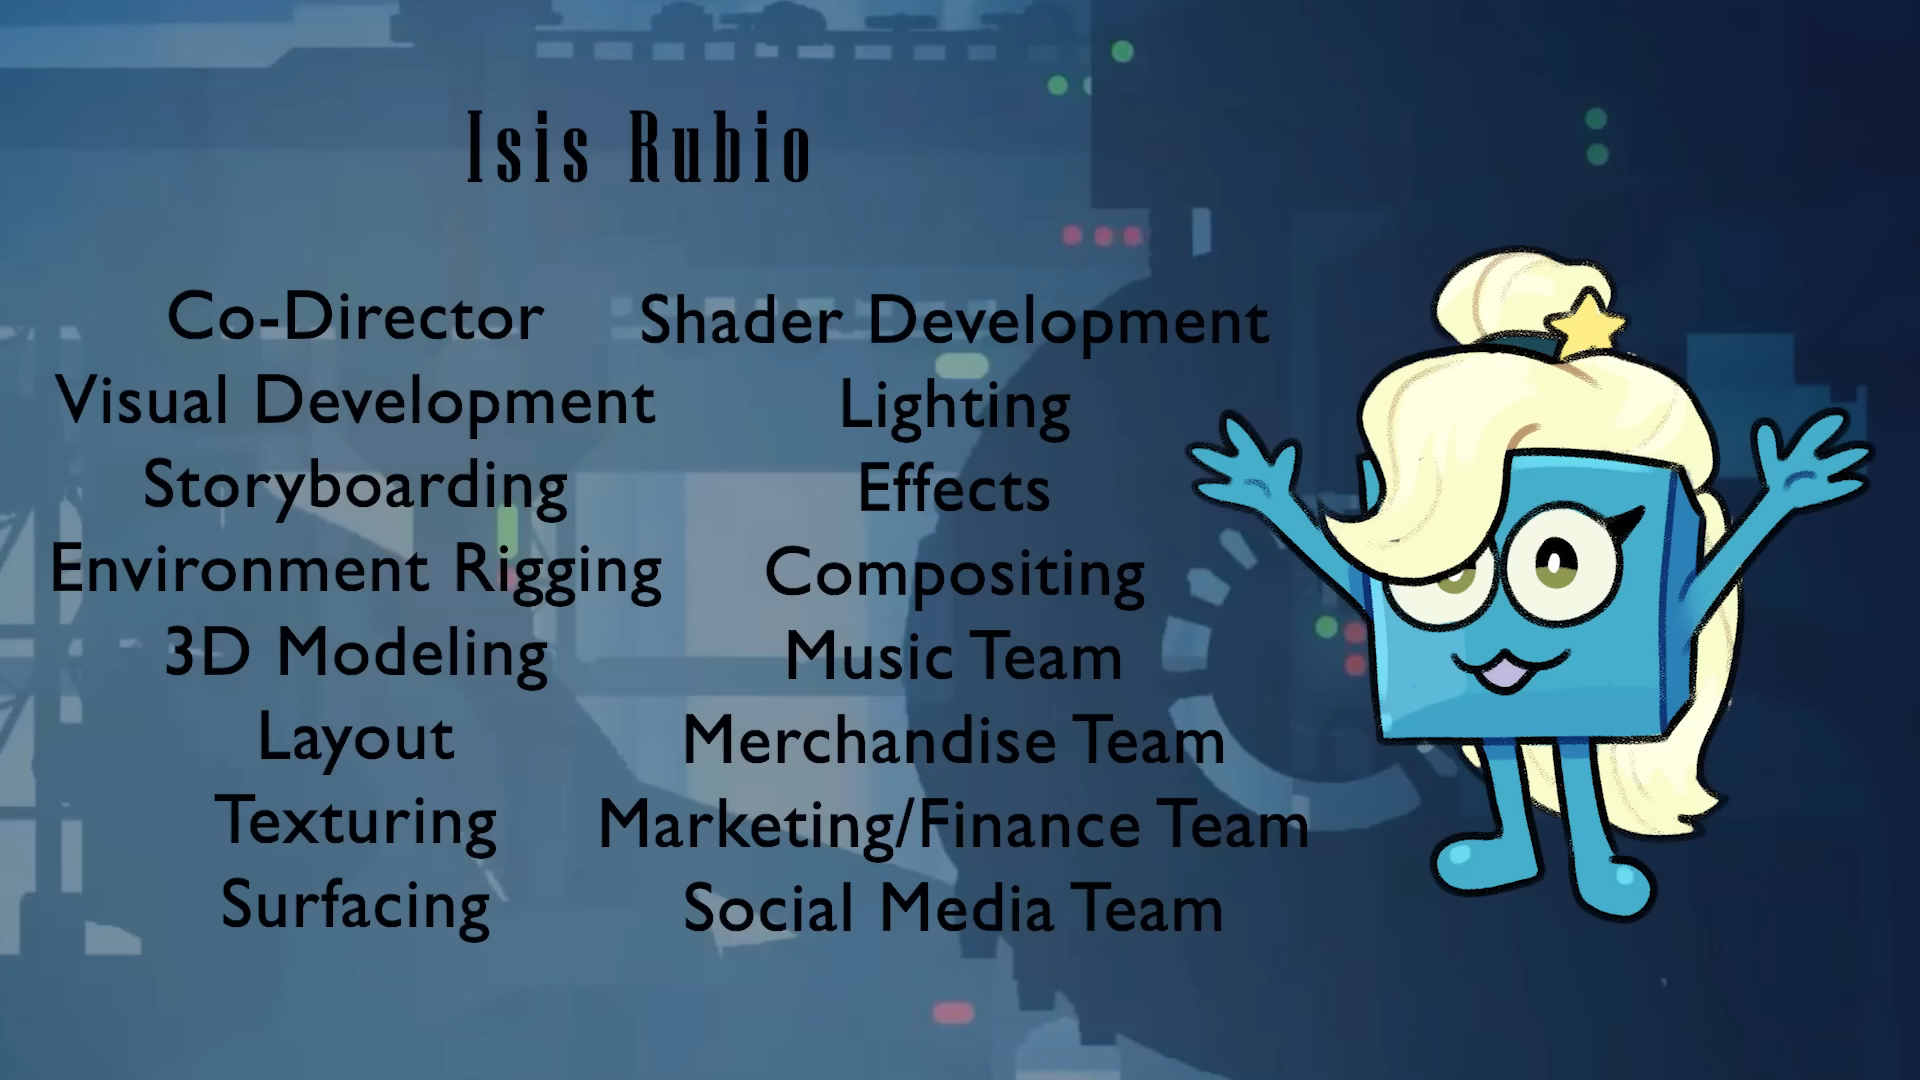 Isis Rubio
Co-Director
Visual Development
Storyboarding
Environment Rigging
3D Modeling
Layout
Texturing
Surfacing
Shader Development
Lighting
Effects
Compositing
Music Team
Merchandise Team
Marketing/Finance Team
Social Media Team